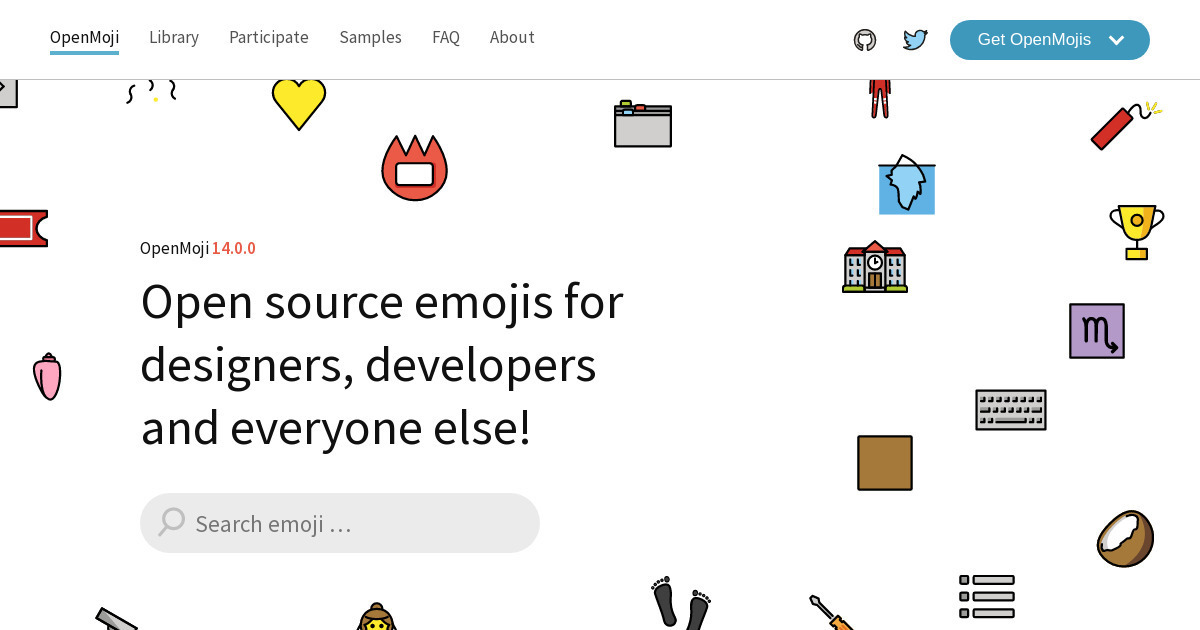 OpenMoji Library Participate Samples FAQ About Get OpenMojis
OpenMoji 14.0.0
Open source emojis for
designers, developers
and everyone else!
Search emoji …